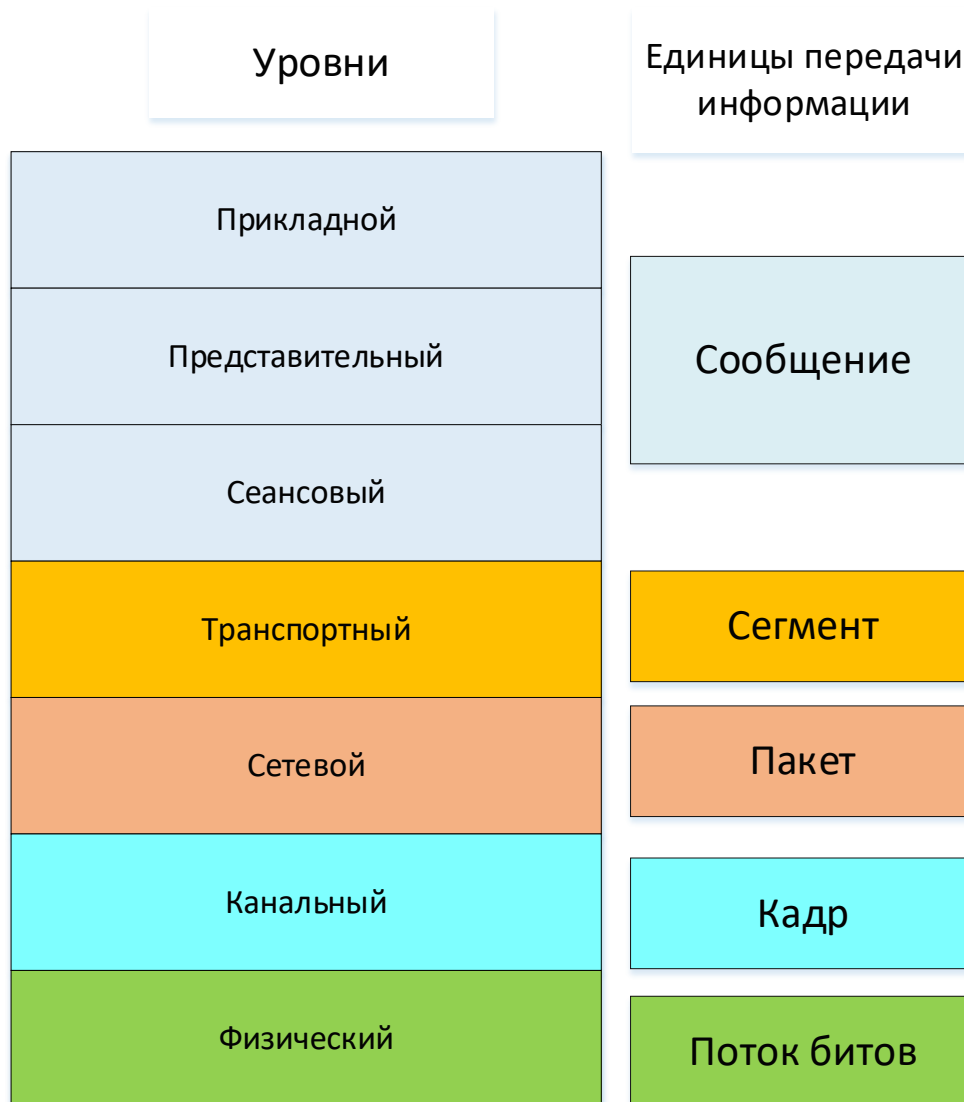 Уровни
Единицы передачи
информации
Прикладной
Представительный
Сообщение
Сеансовый
Транспортный
Сегмент
Сетевой
Пакет
Канальный
Кадр
Физический
Поток битов